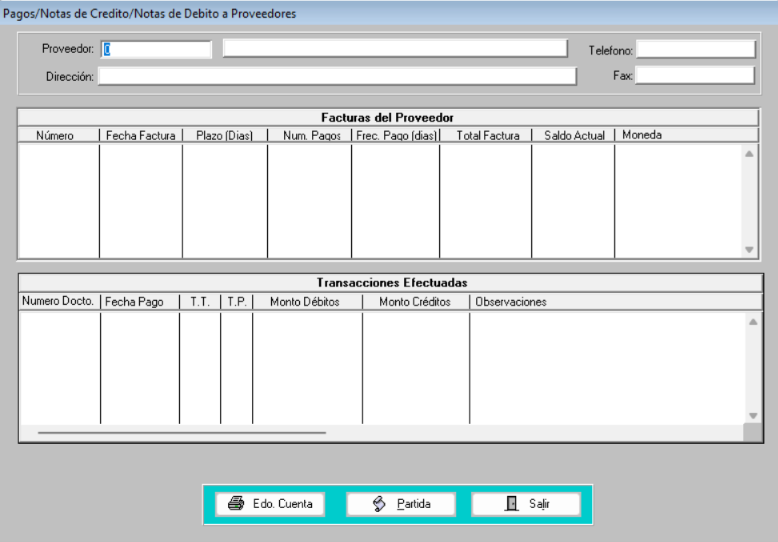 Pagos/Notas de Credito/Notas de Debito a Proveedores
Proveedor: 0 Telefono:
Dirección: Fax:
Facturas del Proveedor
Número Fecha Factura Plazo (Dias) Num. Pagos Frec. Pago (dias) Total Factura Saldo Actual Moneda
Transacciones Efectuadas
Numero Docto. Fecha Pago T.T. T.P. Monto Débitos Monto Créditos Observaciones
Edo. Cuenta Partida Salir